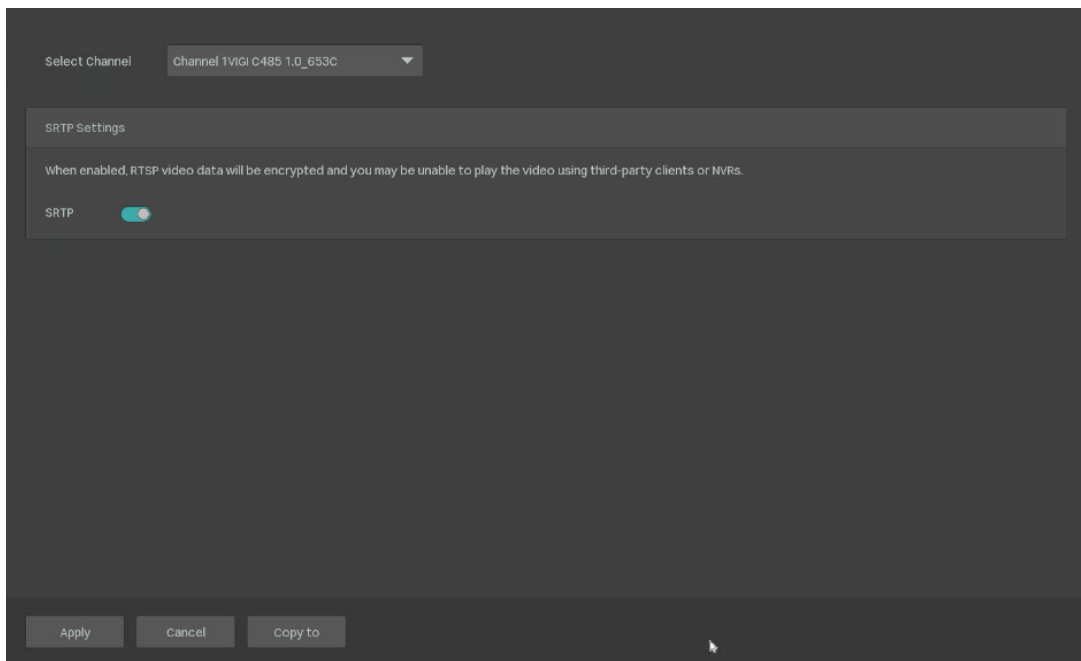 Select Channel Channel 1VIGI C485 1.0_653C
SRTP Settings
When enabled, RTSP video data will be encrypted and you may be unable to play the video using third-party clients or NVRs.
SRTP
Apply Cancel Copy to